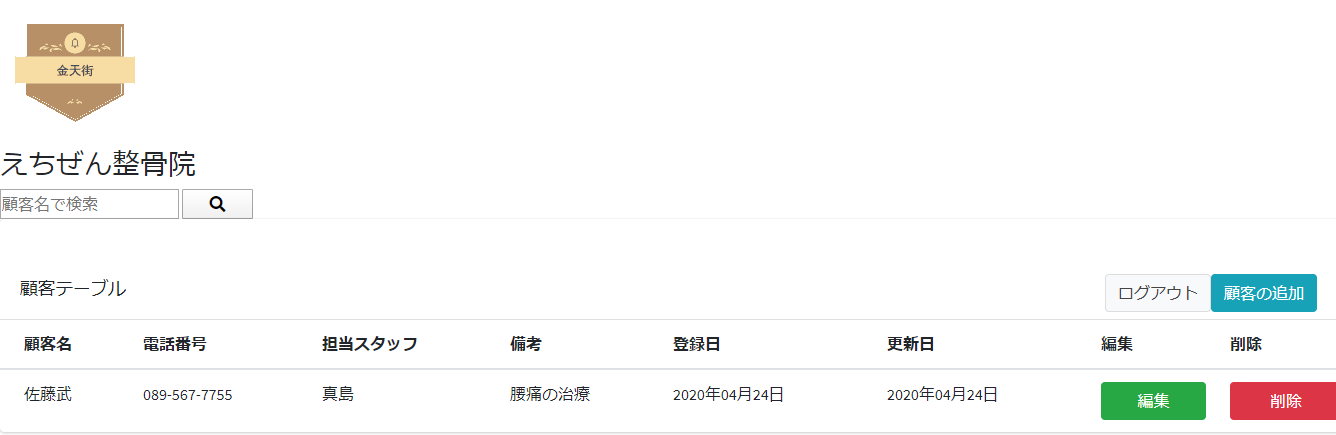 金天街
えちぜん整骨院
顧客名で検索
顧客テーブル
ログアウト 顧客の追加
顧客名 電話番号 担当スタッフ 備考 登録日 更新日 編集 削除
佐藤武 089-567-7755 真島 腰痛の治療 2020年04月24日 2020年04月24日 編集 削除